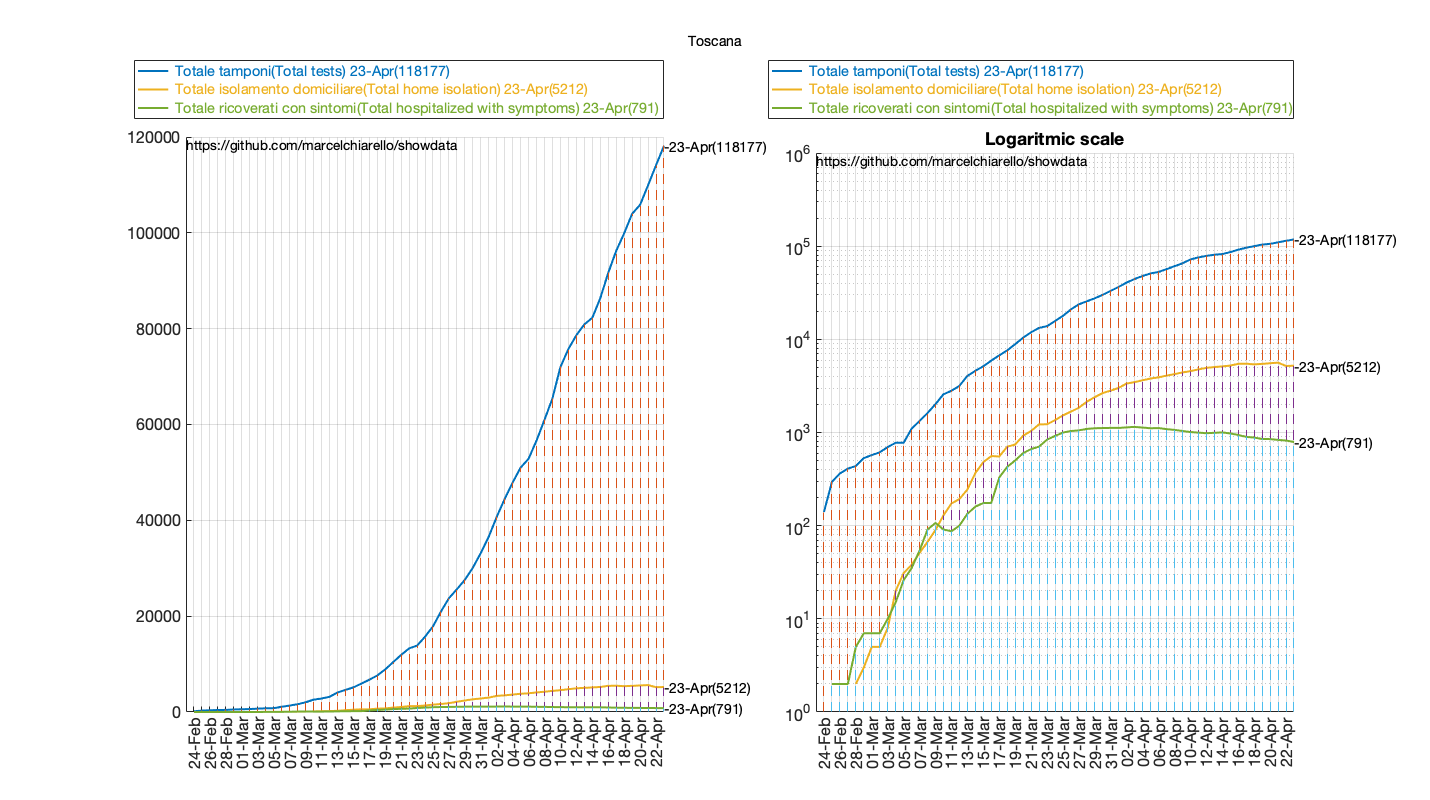 Toscana
Totale tamponi(Total tests) 23-Apr(118177)
Totale isolamento domiciliare(Total home isolation) 23-Apr(5212)
Totale ricoverati con sintomi(Total hospitalized with symptoms) 23-Apr(791)
120000
100000
80000
60000
40000
20000
0
https://github.com/marcelchiarello/showdata
-23-Apr(118177)
-23-Apr(5212)
-23-Apr(791)
24-Feb
26-Feb
28-Feb
01-Mar
03-Mar
05-Mar
07-Mar
09-Mar
11-Mar
13-Mar
15-Mar
17-Mar
19-Mar
21-Mar
23-Mar
25-Mar
27-Mar
29-Mar
31-Mar
02-Apr
04-Apr
06-Apr
08-Apr
10-Apr
12-Apr
14-Apr
16-Apr
18-Apr
20-Apr
22-Apr
Totale tamponi(Total tests) 23-Apr(118177)
Totale isolamento domiciliare(Total home isolation) 23-Apr(5212)
Totale ricoverati con sintomi(Total hospitalized with symptoms) 23-Apr(791)
Logaritmic scale
10^6
10^5
10^4
10^3
10^2
10^1
10^0
https://github.com/marcelchiarello/showdata
-23-Apr(118177)
-23-Apr(5212)
-23-Apr(791)
24-Feb
26-Feb
28-Feb
01-Mar
03-Mar
05-Mar
07-Mar
09-Mar
11-Mar
13-Mar
15-Mar
17-Mar
19-Mar
21-Mar
23-Mar
25-Mar
27-Mar
29-Mar
31-Mar
02-Apr
04-Apr
06-Apr
08-Apr
10-Apr
12-Apr
14-Apr
16-Apr
18-Apr
20-Apr
22-Apr